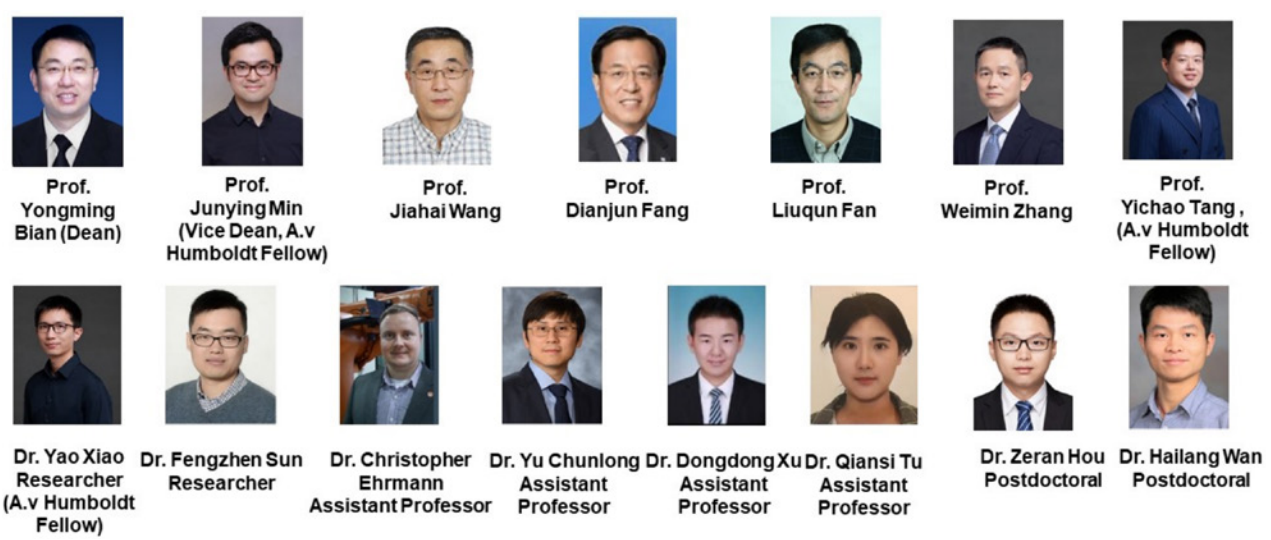 Prof.
Yongming
Bian (Dean)
Prof.
Junying Min
(Vice Dean, A.v
Humboldt Fellow)
Prof.
Jiahai Wang
Prof.
Dianjun Fang
Prof.
Liuqun Fan
Prof.
Weimin Zhang
Prof.
Yichao Tang ,
(A.v Humboldt
Fellow)
Dr. Yao Xiao
Researcher
(A.v Humboldt
Fellow)
Dr. Fengzhen Sun
Researcher
Dr. Christopher
Ehrmann
Assistant Professor
Dr. Yu Chunlong
Assistant
Professor
Dr. Dongdong Xu
Assistant
Professor
Dr. Qiansi Tu
Assistant
Professor
Dr. Zeran Hou
Postdoctoral
Dr. Hailang Wan
Postdoctoral